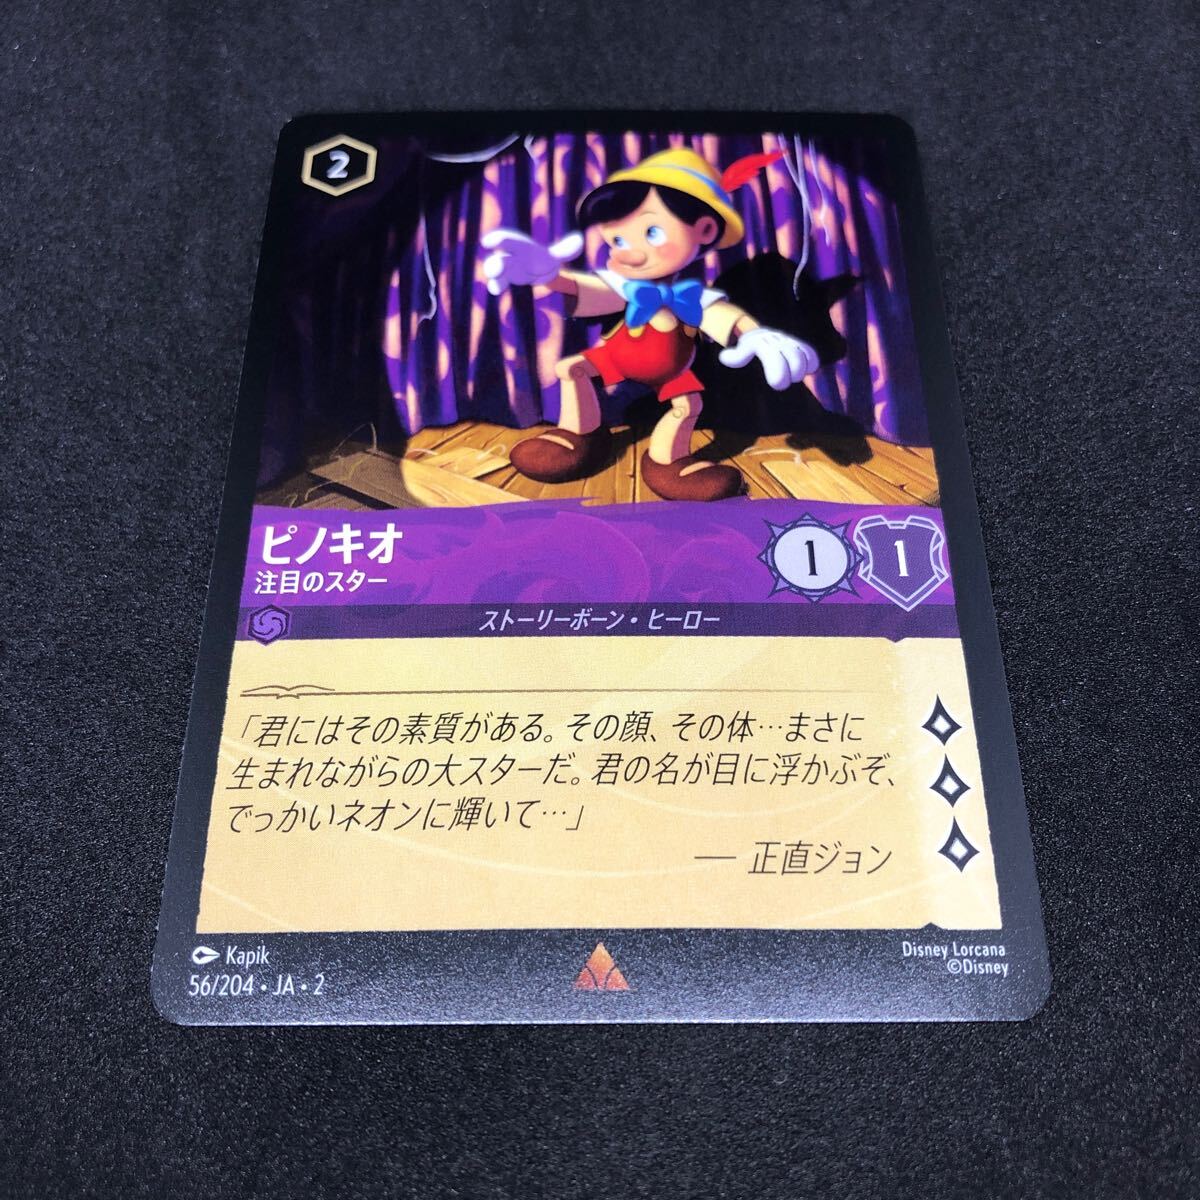 2
ピノキオ
注目のスター
1 1
ストーリーボーン・ヒーロー
「君にはその素質がある。その顔、その体…まさに
生まれながらの大スターだ。君の名が目に浮かぶぞ、
でっかいネオンに輝いて…」
— 正直ジョン
Kapik
56/204・JA・2
Disney Lorcana
©Disney